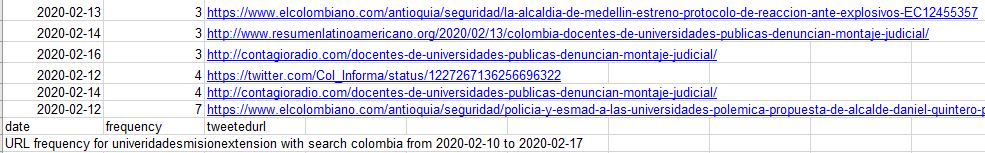 2020-02-13 3 https://www.elcolombiano.com/antioquia/seguridad/la-alcaldia-de-medellin-estreno-protocolo-de-reaccion-ante-explosivos-EC12455357
2020-02-14 3 http://www.resumenlatinoamericano.org/2020/02/13/colombia-docentes-de-universidades-publicas-denuncian-montaje-judicial/
2020-02-16 3 http://contagioradio.com/docentes-de-universidades-publicas-denuncian-montaje-judicial/
2020-02-12 4 https://twitter.com/Col_Informa/status/1227267136256696322
2020-02-14 4 http://contagioradio.com/docentes-de-universidades-publicas-denuncian-montaje-judicial/
2020-02-12 7 https://www.elcolombiano.com/antioquia/seguridad/policia-y-esmad-a-las-universidades-polemica-propuesta-de-alcalde-daniel-quintero-p
date frequency tweetedurl
URL frequency for univeridadesmisionextension with search colombia from 2020-02-10 to 2020-02-17